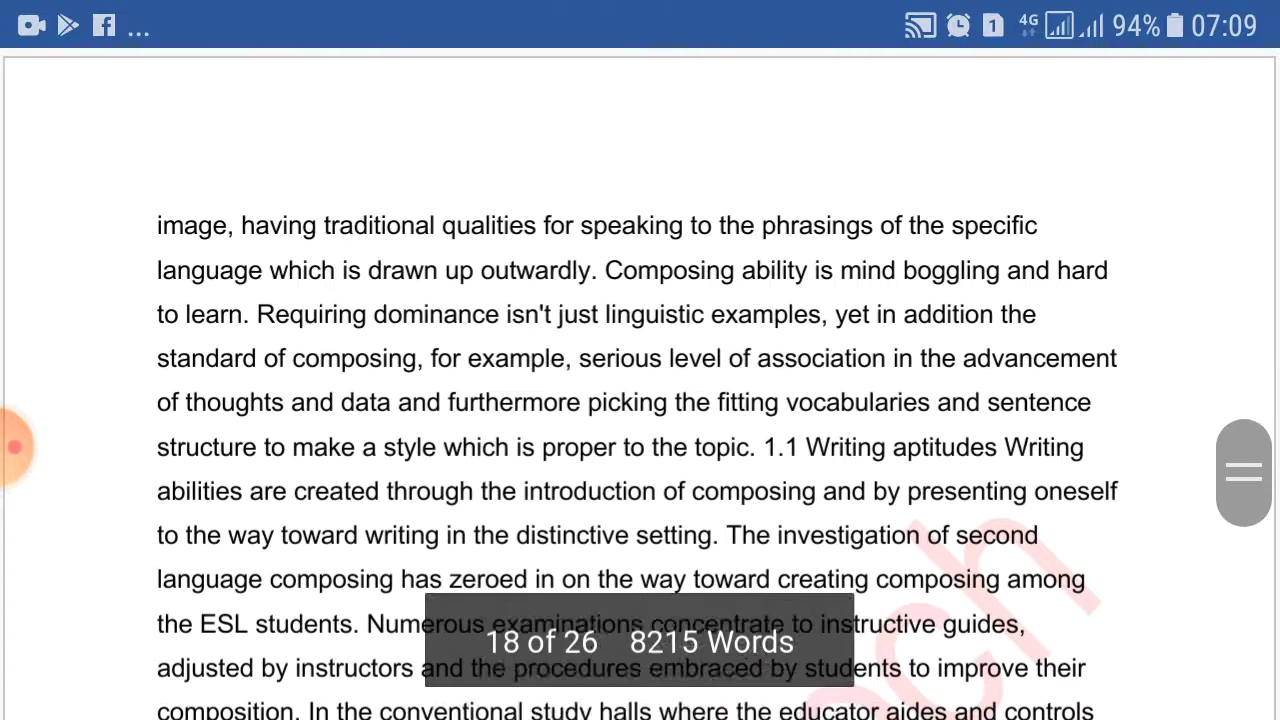 ... 4G 1 94% 07:09
image, having traditional qualities for speaking to the phrasings of the specific
language which is drawn up outwardly. Composing ability is mind boggling and hard
to learn. Requiring dominance isn't just linguistic examples, yet in addition the
standard of composing, for example, serious level of association in the advancement
of thoughts and data and furthermore picking the fitting vocabularies and sentence
structure to make a style which is proper to the topic. 1.1 Writing aptitudes Writing
abilities are created through the introduction of composing and by presenting oneself
to the way toward writing in the distinctive setting. The investigation of second
language composing has zeroed in on the way toward creating composing among
the ESL students. Numerous examinations concentrate to instructive guides,
18 of 26 8215 Words
adjusted by instructors and the procedures embraced by students to improve their
composition. In the conventional study halls where the educator aides and controls